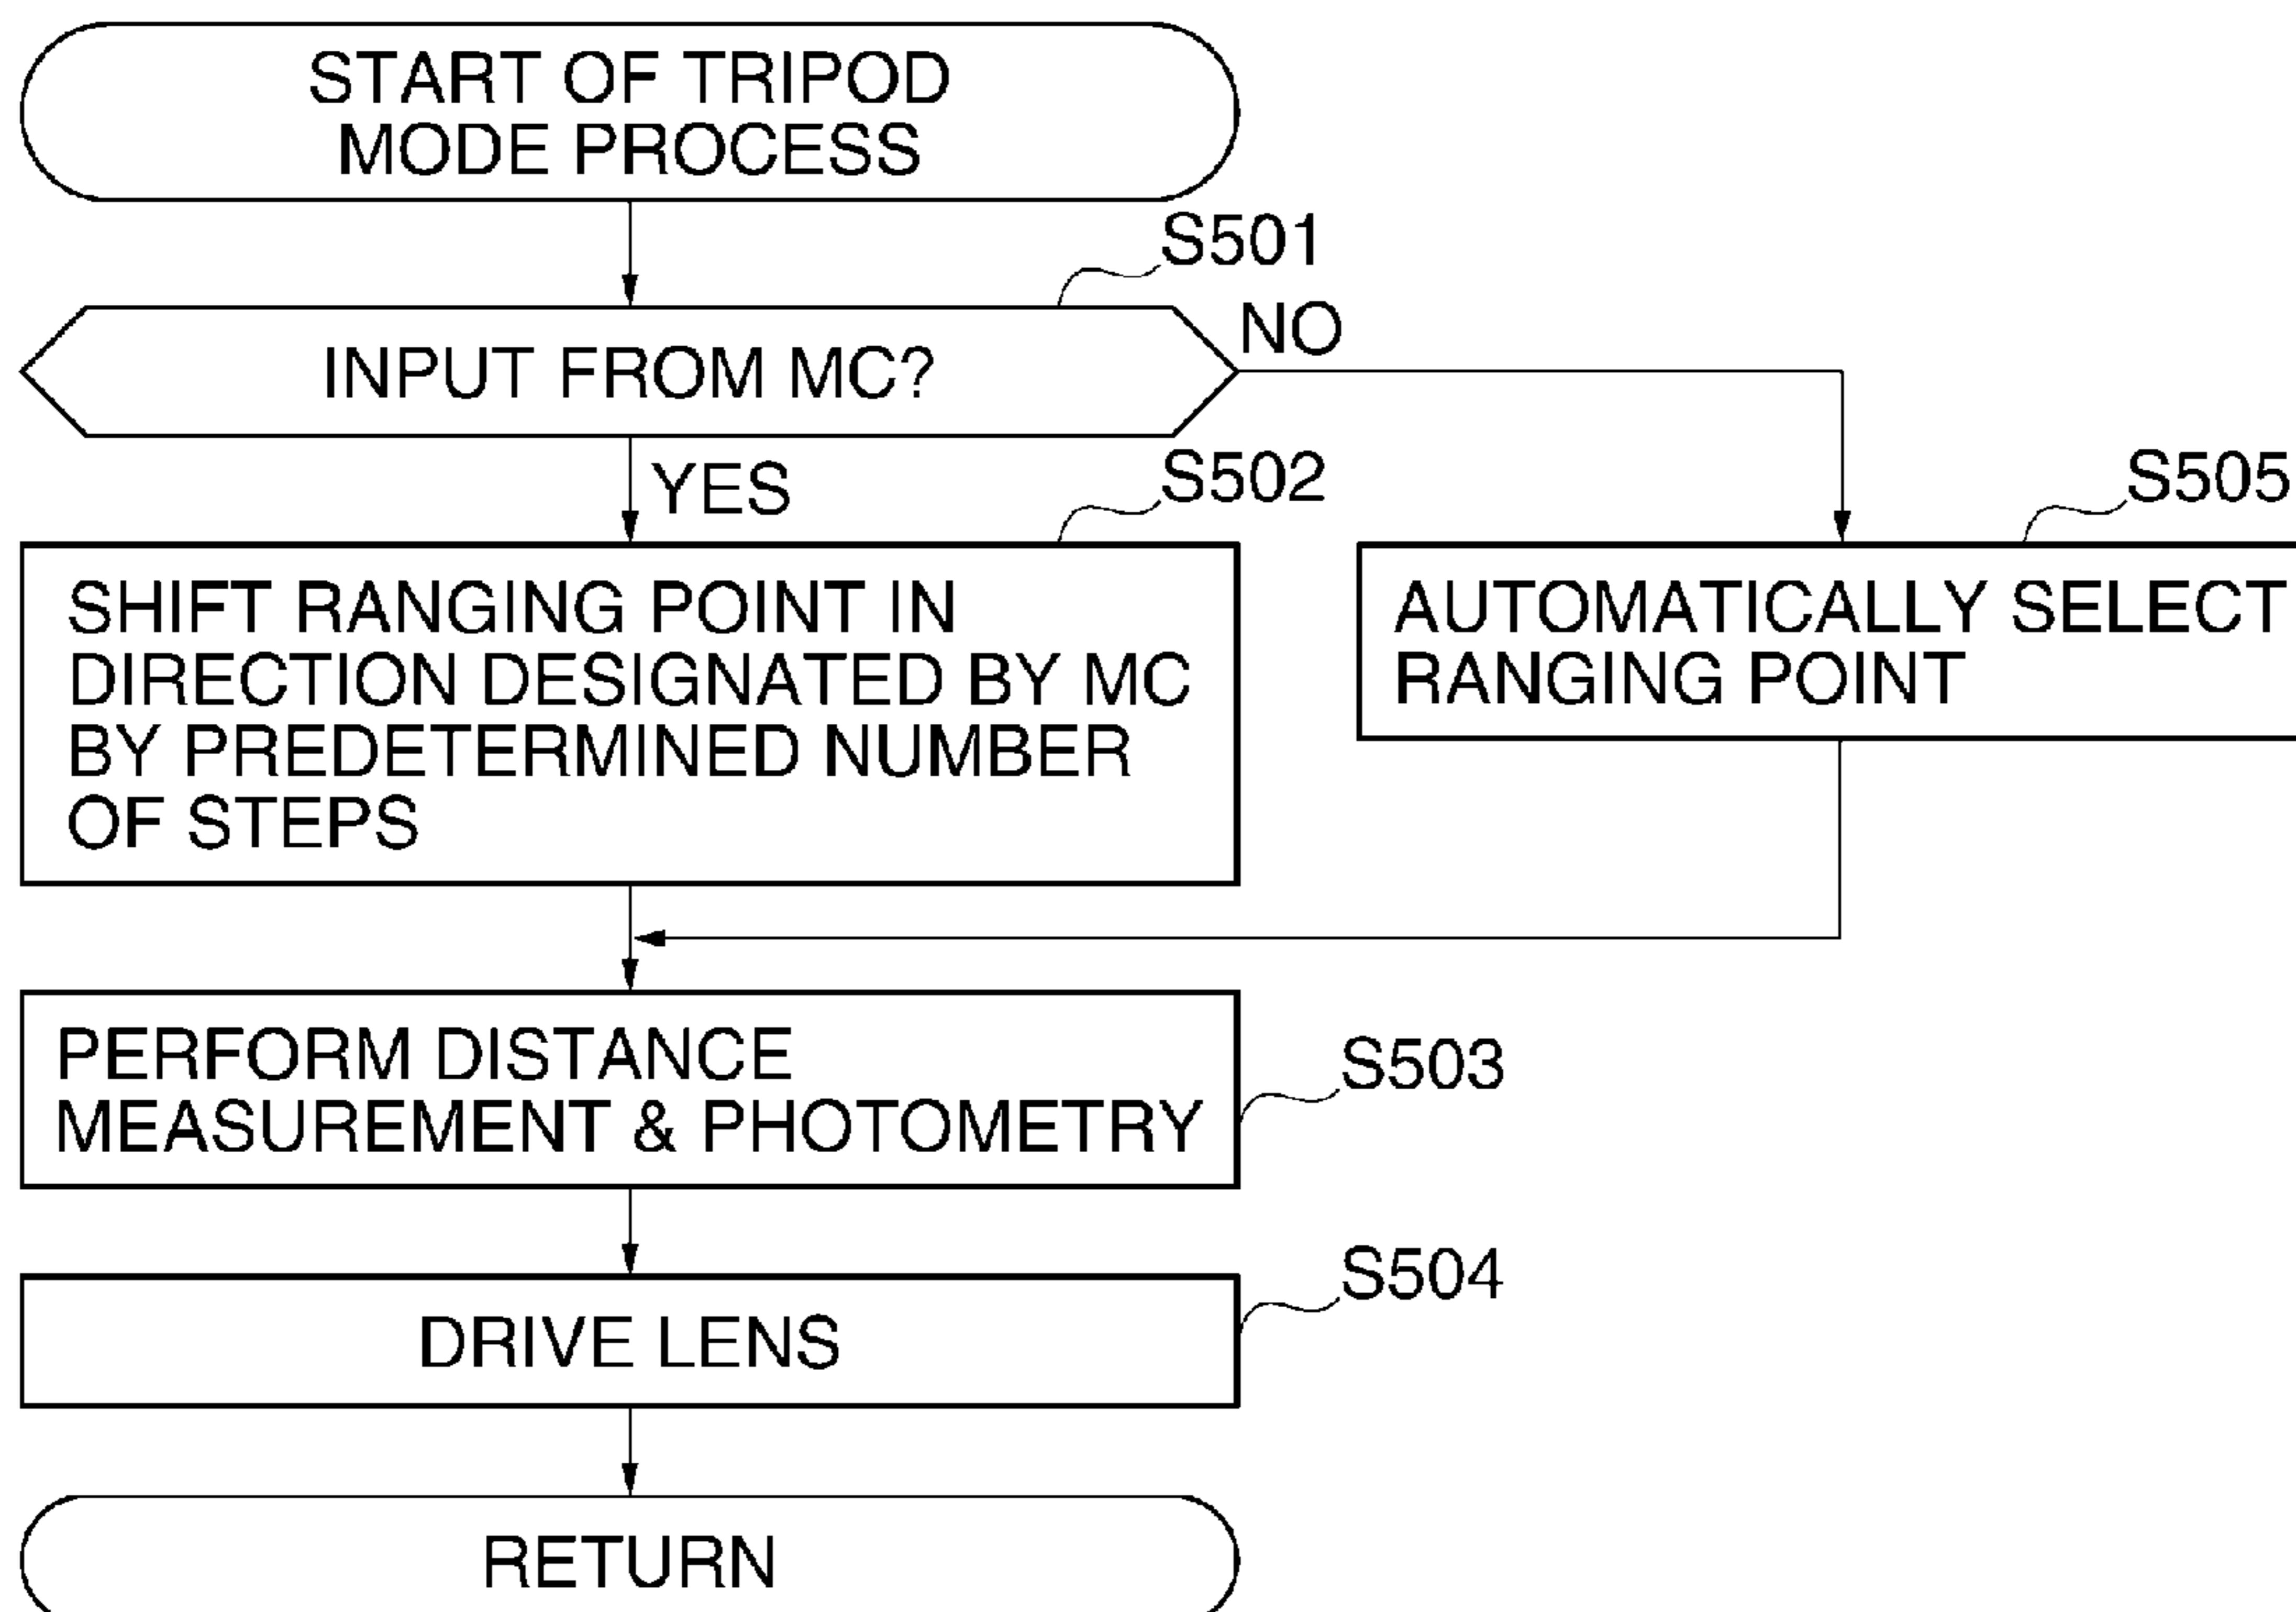 START OF TRIPOD
MODE PROCESS
S501
INPUT FROM MC?
NO
YES
S502
SHIFT RANGING POINT IN
DIRECTION DESIGNATED BY MC
BY PREDETERMINED NUMBER
OF STEPS
S505
AUTOMATICALLY SELECT
RANGING POINT
PERFORM DISTANCE
MEASUREMENT & PHOTOMETRY
S503
DRIVE LENS
S504
RETURN